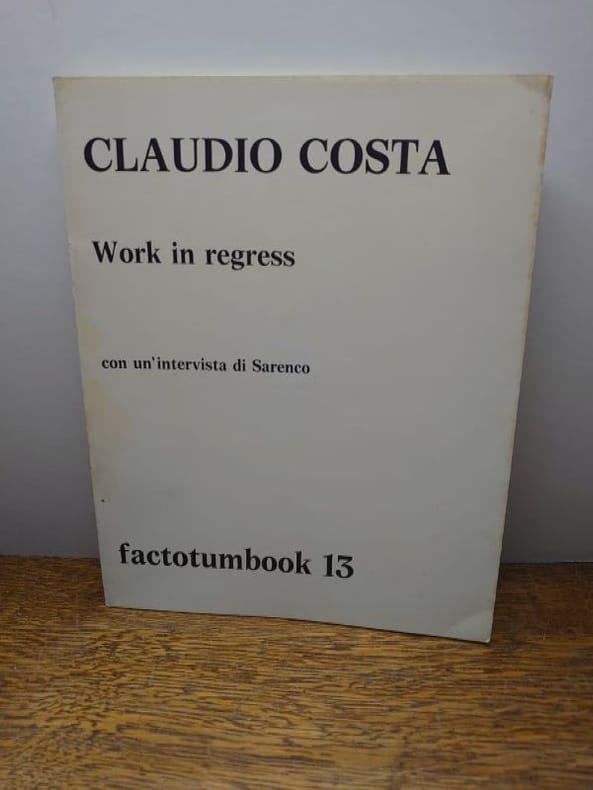 CLAUDIO COSTA
Work in regress
con un'intervista di Sarenco
factotumbook 13